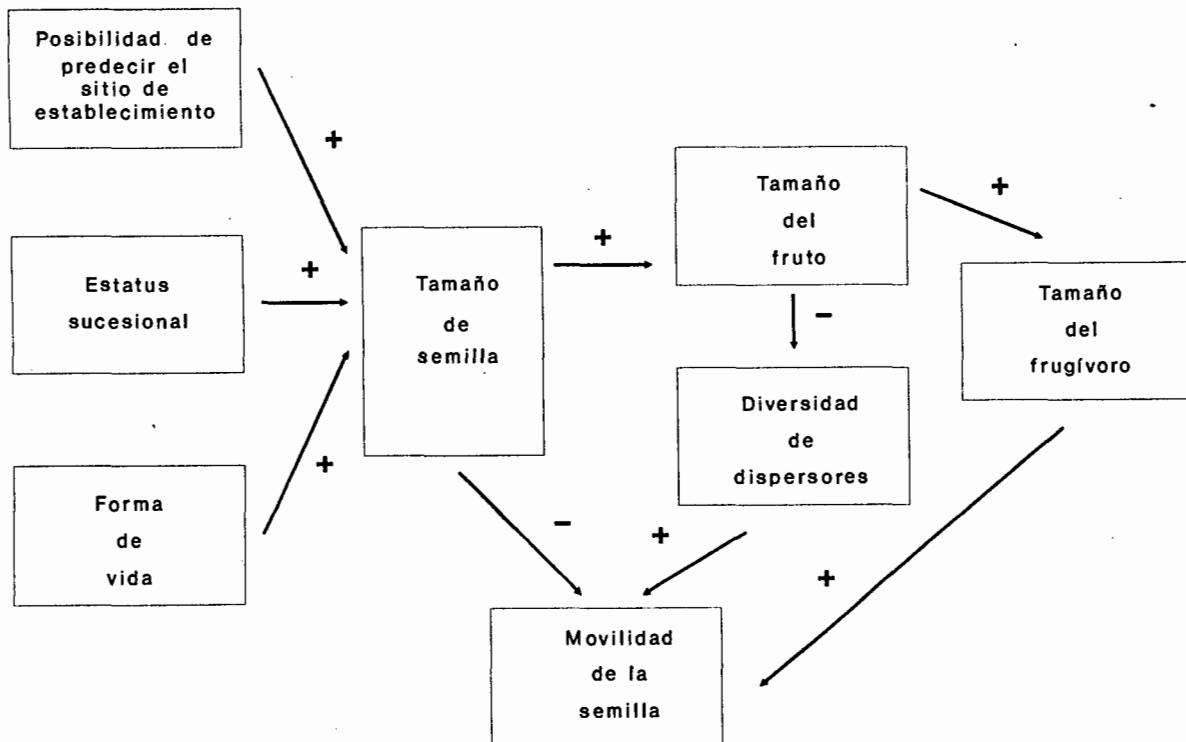 Posibilidad de
predecir el
sitio de
establecimiento
+
Estatus
sucesional
+
Forma
de
vida
+
Tamaño
de
semilla
+
-
Tamaño
del
fruto
+
-
Tamaño
del
frugívoro
+
Diversidad
de
dispersores
+
Movilidad
de la
semilla